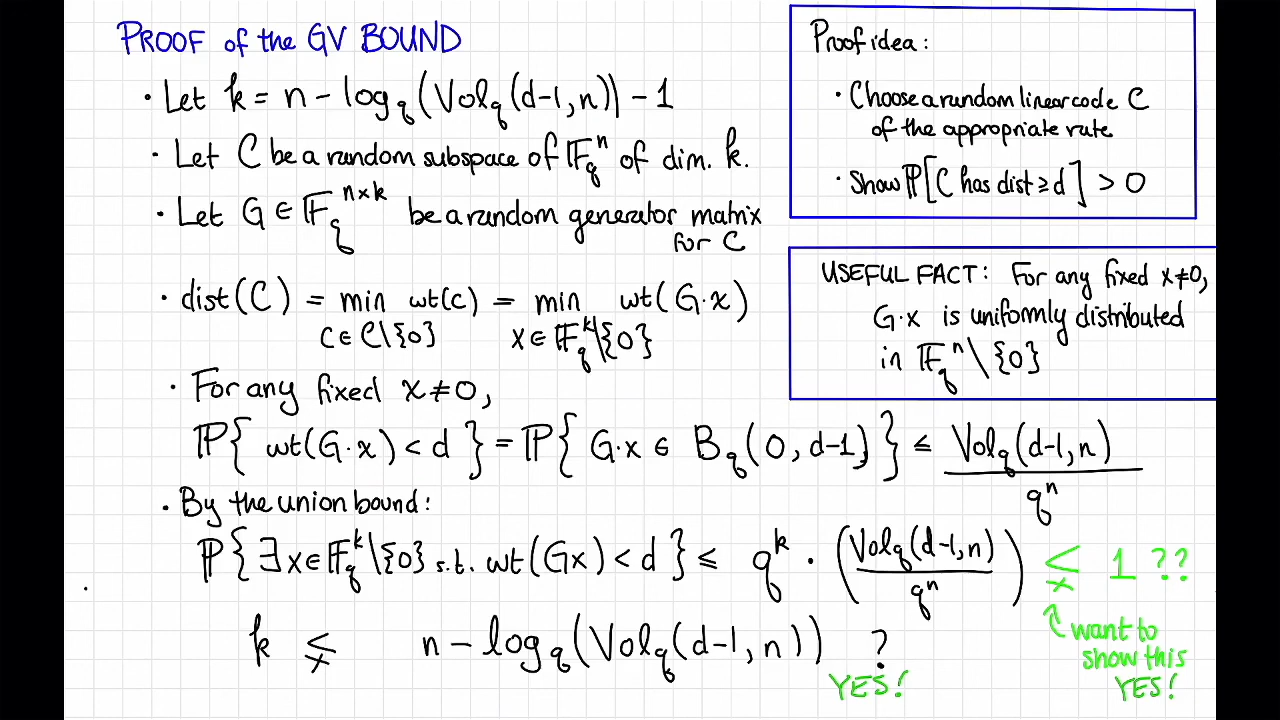 PROOF of the GV BOUND
· Let k = n - log_q(Vol_q(d-1,n)) - 1
· Let C be a random subspace of F_q^n of dim. k.
· Let G ∈ F_q^{n×k} be a random generator matrix
for C
· dist(C) = min wt(c) = min wt(G·x)
c∈C\{0} x∈F_q^k\{0}
· For any fixed x≠0,
P{ wt(G·x) < d } = P{ G·x ∈ B_q(0, d-1) } ≤ Vol_q(d-1,n) / q^n
· By the union bound:
P{ ∃x∈F_q^k\{0} s.t. wt(Gx) < d } ≤ q^k · (Vol_q(d-1,n) / q^n) < 1 ??
want to
show this
YES!
k < n - log_q(Vol_q(d-1,n)) ?
YES!
Proof idea:
· Choose a random linear code C
of the appropriate rate
· Show P[C has dist ≥ d] > 0
USEFUL FACT: For any fixed x≠0,
G·x is uniformly distributed
in F_q^n \ {0}